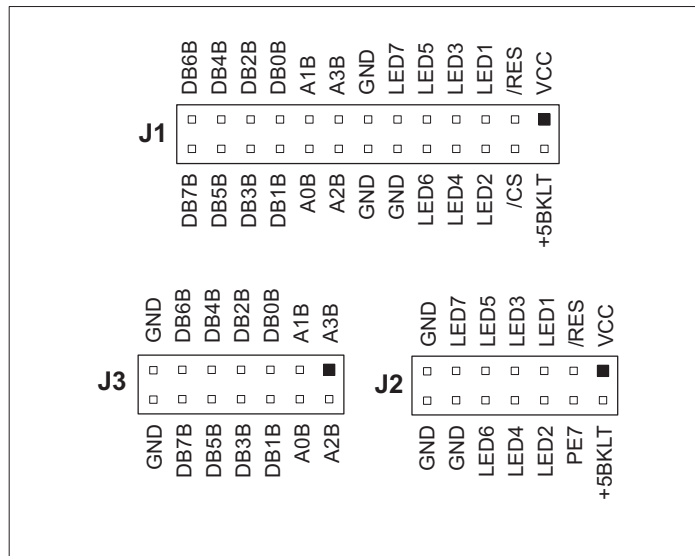 DB6B DB4B DB2B DB0B A1B A3B GND LED7 LED5 LED3 LED1 /RES VCC
J1
DB7B DB5B DB3B DB1B A0B A2B GND GND LED6 LED4 LED2 /CS +5BKLT
GND DB6B DB4B DB2B DB0B A1B A3B
J3
GND DB7B DB5B DB3B DB1B A0B A2B
GND LED7 LED5 LED3 LED1 /RES VCC
J2
GND GND LED6 LED4 LED2 PE7 +5BKLT